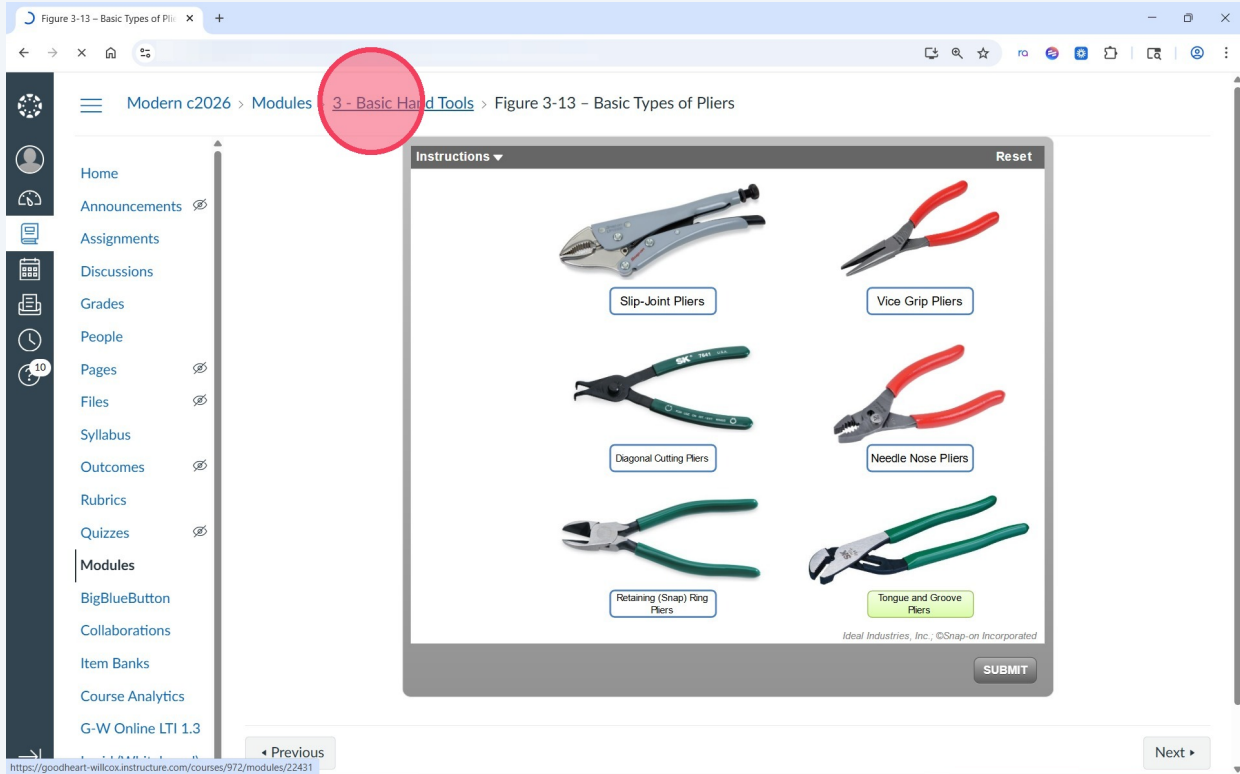 Figure 3-13 – Basic Types of Plie
Modern c2026 › Modules › 3 - Basic Hand Tools › Figure 3-13 – Basic Types of Pliers
10
Home
Announcements
Assignments
Discussions
Grades
People
Pages
Files
Syllabus
Outcomes
Rubrics
Quizzes
Modules
BigBlueButton
Collaborations
Item Banks
Course Analytics
G-W Online LTI 1.3
Instructions
Reset
Slip-Joint Pliers
Vice Grip Pliers
SK 7641 U.S.A.
Diagonal Cutting Pliers
Needle Nose Pliers
Retaining (Snap) Ring
Pliers
Tongue and Groove
Pliers
Ideal Industries, Inc.; ©Snap-on Incorporated
SUBMIT
Previous
Next
https://goodheart-willcox.instructure.com/courses/972/modules/22431